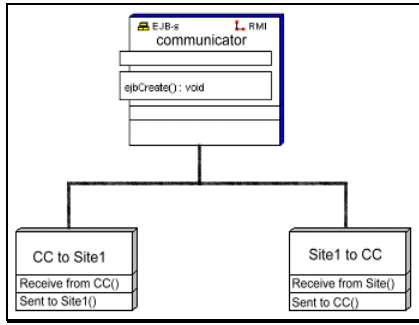 EJB-s RMI
communicator
ejbCreate() : void
CC to Site1
Receive from CC()
Sent to Site1()
Site1 to CC
Receive from Site()
Sent to CC()